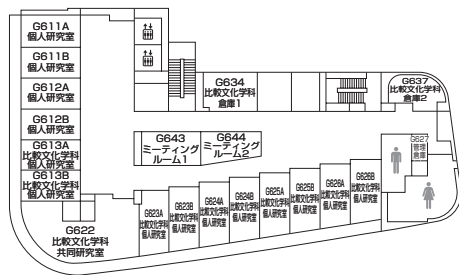 G611A
個人研究室
G611B
個人研究室
G612A
個人研究室
G612B
個人研究室
G613A
比較文化学科
個人研究室
G613B
比較文化学科
個人研究室
G622
比較文化学科
共同研究室
G634
比較文化学科
倉庫1
G637
比較文化学科
倉庫2
G643
ミーティング
ルーム1
G644
ミーティング
ルーム2
G627
管理
倉庫
G623A
比較文化学科
個人研究室
G623B
比較文化学科
個人研究室
G624A
比較文化学科
個人研究室
G624B
比較文化学科
個人研究室
G625A
比較文化学科
個人研究室
G625B
比較文化学科
個人研究室
G626A
比較文化学科
個人研究室
G626B
比較文化学科
個人研究室